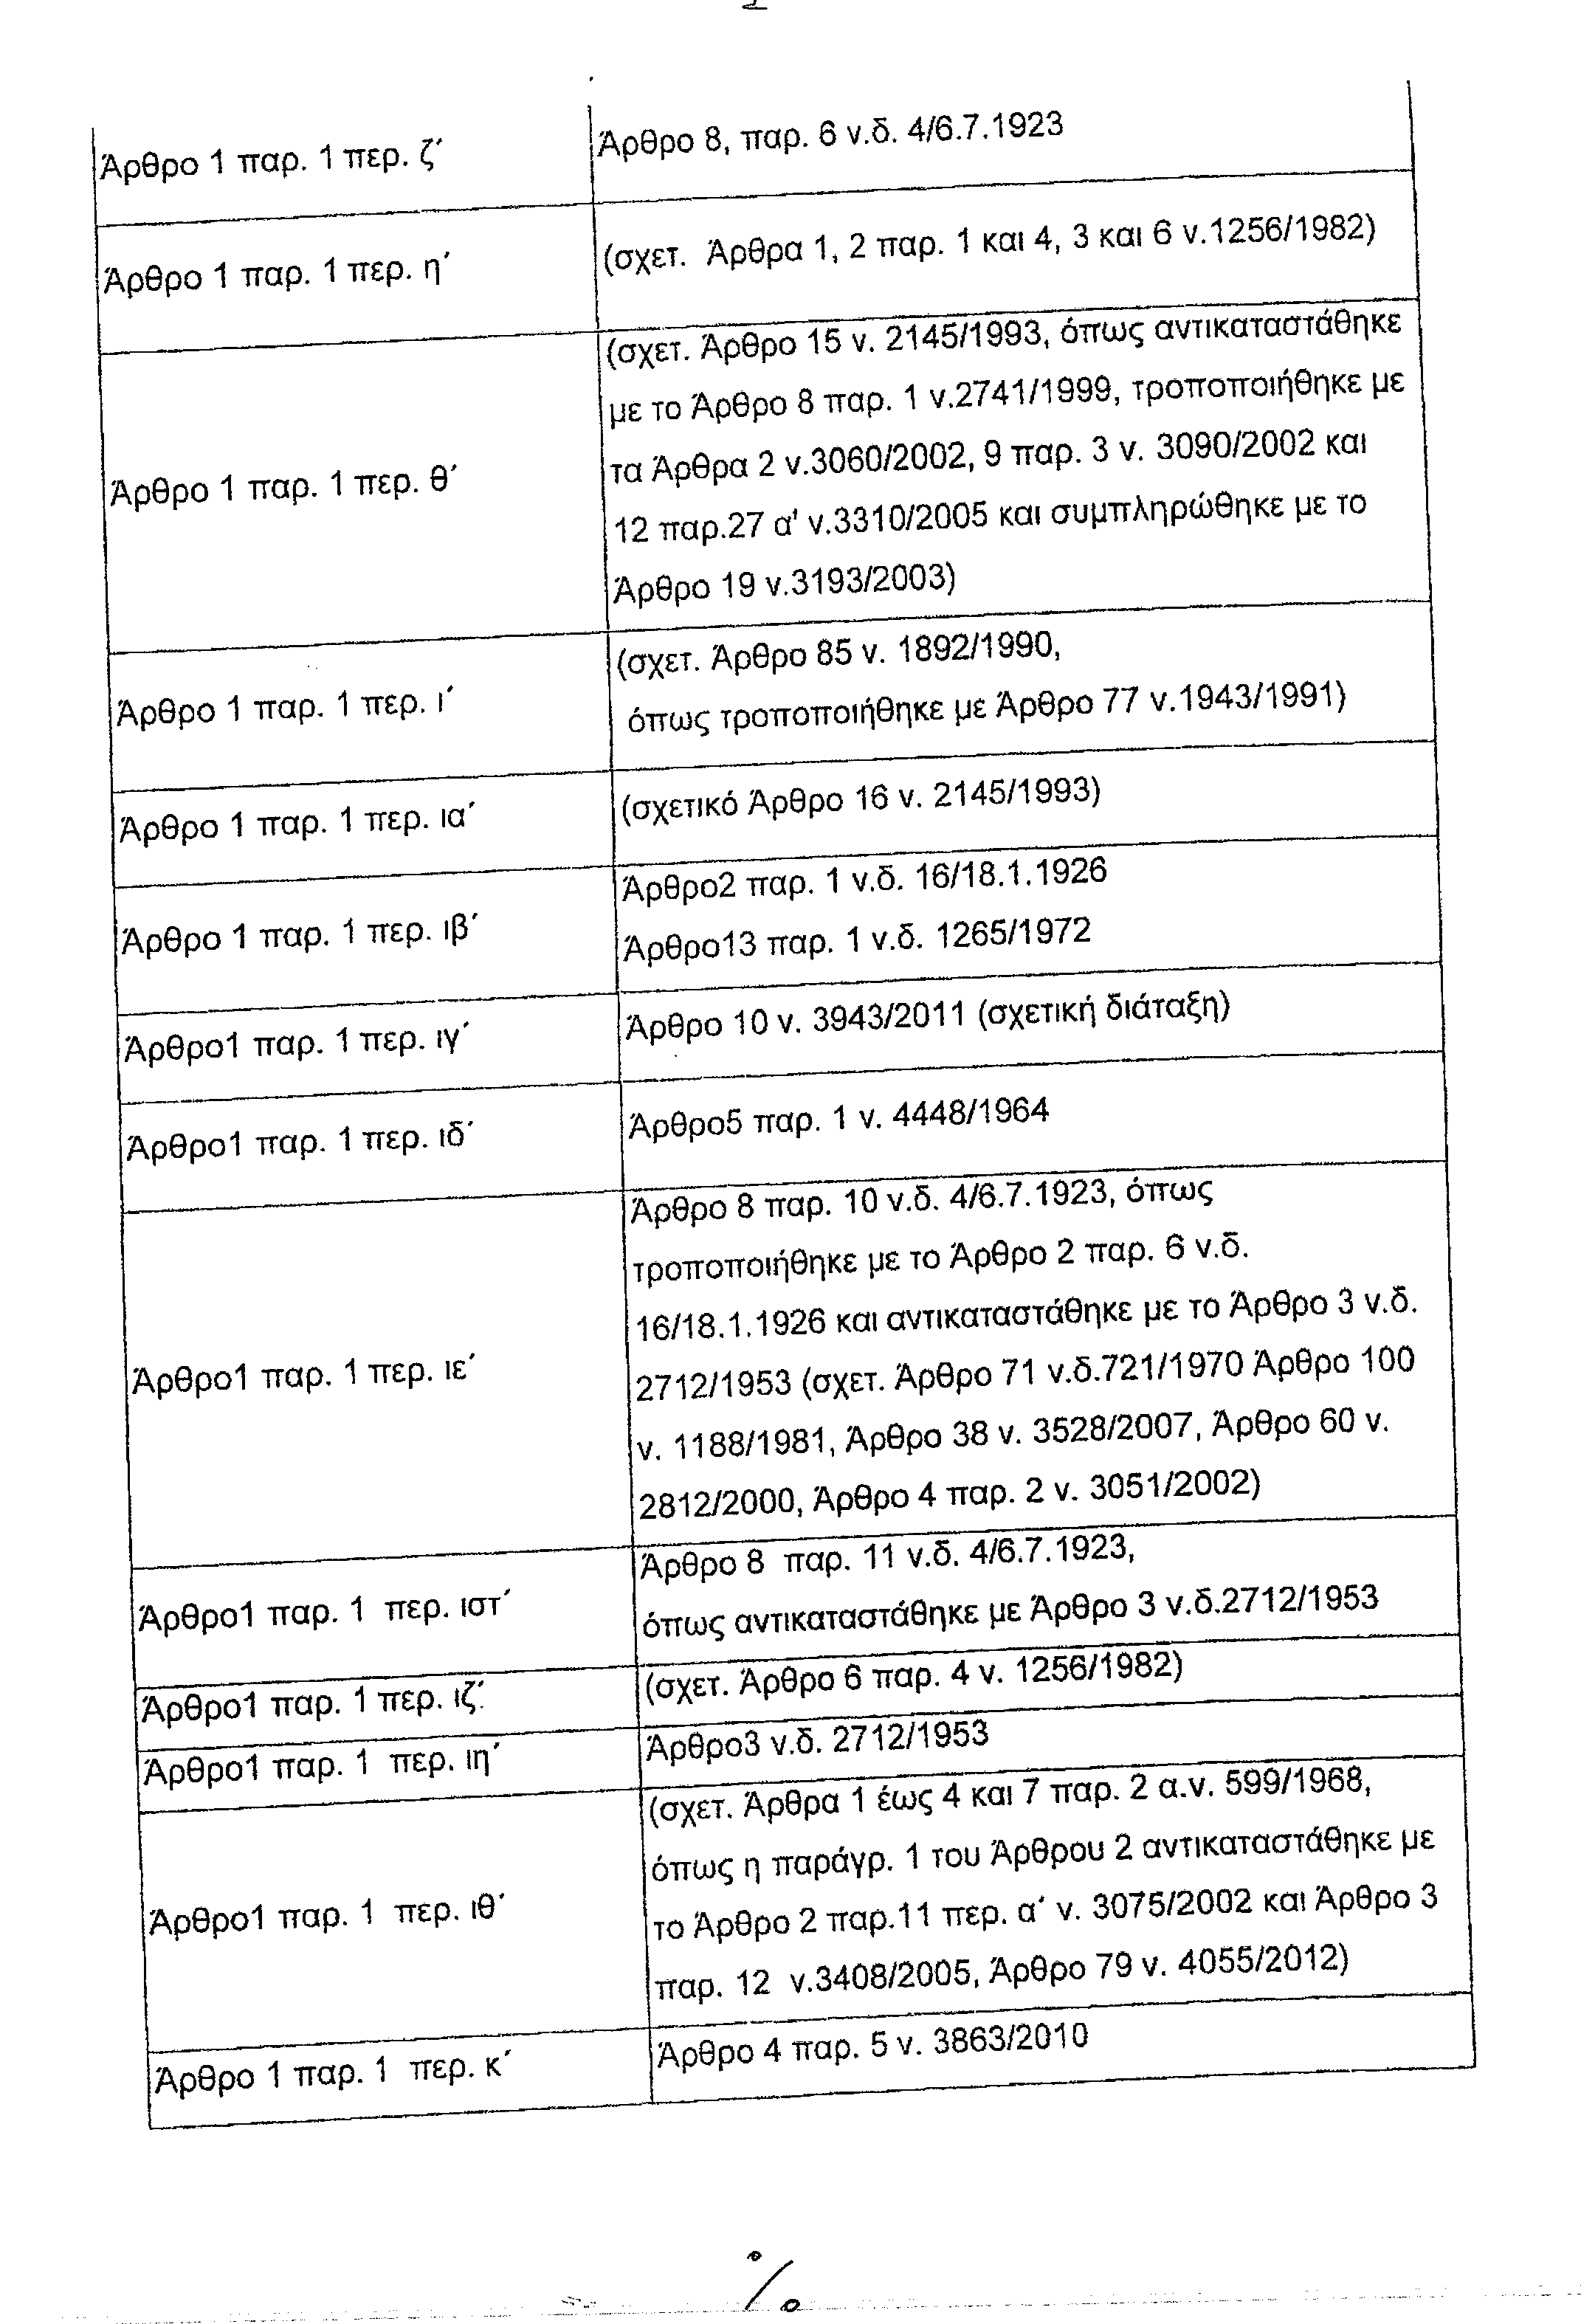 Άρθρο 1 παρ. 1 περ. ζ΄
Άρθρο 8, παρ. 6 ν.δ. 4/6.7.1923
Άρθρο 1 παρ. 1 περ. η΄
(σχετ. Άρθρα 1, 2 παρ. 1 και 4, 3 και 6 ν.1256/1982)
Άρθρο 1 παρ. 1 περ. θ΄
(σχετ. Άρθρο 15 ν. 2145/1993, όπως αντικαταστάθηκε
με το Άρθρο 8 παρ. 1 ν.2741/1999, τροποποιήθηκε με
τα Άρθρα 2 ν.3060/2002, 9 παρ. 3 ν. 3090/2002 και
12 παρ.27 α' ν.3310/2005 και συμπληρώθηκε με το
Άρθρο 19 ν.3193/2003)
Άρθρο 1 παρ. 1 περ. ι΄
(σχετ. Άρθρο 85 ν. 1892/1990,
όπως τροποποιήθηκε με Άρθρο 77 ν.1943/1991)
Άρθρο 1 παρ. 1 περ. ια΄
(σχετικό Άρθρο 16 ν. 2145/1993)
Άρθρο 1 παρ. 1 περ. ιβ΄
Άρθρο2 παρ. 1 ν.δ. 16/18.1.1926
Άρθρο13 παρ. 1 ν.δ. 1265/1972
Άρθρο1 παρ. 1 περ. ιγ΄
Άρθρο 10 ν. 3943/2011 (σχετική διάταξη)
Άρθρο1 παρ. 1 περ. ιδ΄
Άρθρο5 παρ. 1 ν. 4448/1964
Άρθρο1 παρ. 1 περ. ιε΄
Άρθρο 8 παρ. 10 ν.δ. 4/6.7.1923, όπως
τροποποιήθηκε με το Άρθρο 2 παρ. 6 ν.δ.
16/18.1.1926 και αντικαταστάθηκε με το Άρθρο 3 ν.δ.
2712/1953 (σχετ. Άρθρο 71 ν.δ.721/1970 Άρθρο 100
ν. 1188/1981, Άρθρο 38 ν. 3528/2007, Άρθρο 60 ν.
2812/2000, Άρθρο 4 παρ. 2 ν. 3051/2002)
Άρθρο1 παρ. 1 περ. ιστ΄
Άρθρο 8 παρ. 11 ν.δ. 4/6.7.1923,
όπως αντικαταστάθηκε με Άρθρο 3 ν.δ.2712/1953
Άρθρο1 παρ. 1 περ. ιζ΄
(σχετ. Άρθρο 6 παρ. 4 ν. 1256/1982)
Άρθρο1 παρ. 1 περ. ιη΄
Άρθρο3 ν.δ. 2712/1953
Άρθρο1 παρ. 1 περ. ιθ΄
(σχετ. Άρθρα 1 έως 4 και 7 παρ. 2 α.ν. 599/1968,
όπως η παράγρ. 1 του Άρθρου 2 αντικαταστάθηκε με
το Άρθρο 2 παρ.11 περ. α΄ ν. 3075/2002 και Άρθρο 3
παρ. 12 ν.3408/2005, Άρθρο 79 ν. 4055/2012)
Άρθρο 1 παρ. 1 περ. κ΄
Άρθρο 4 παρ. 5 ν. 3863/2010
%